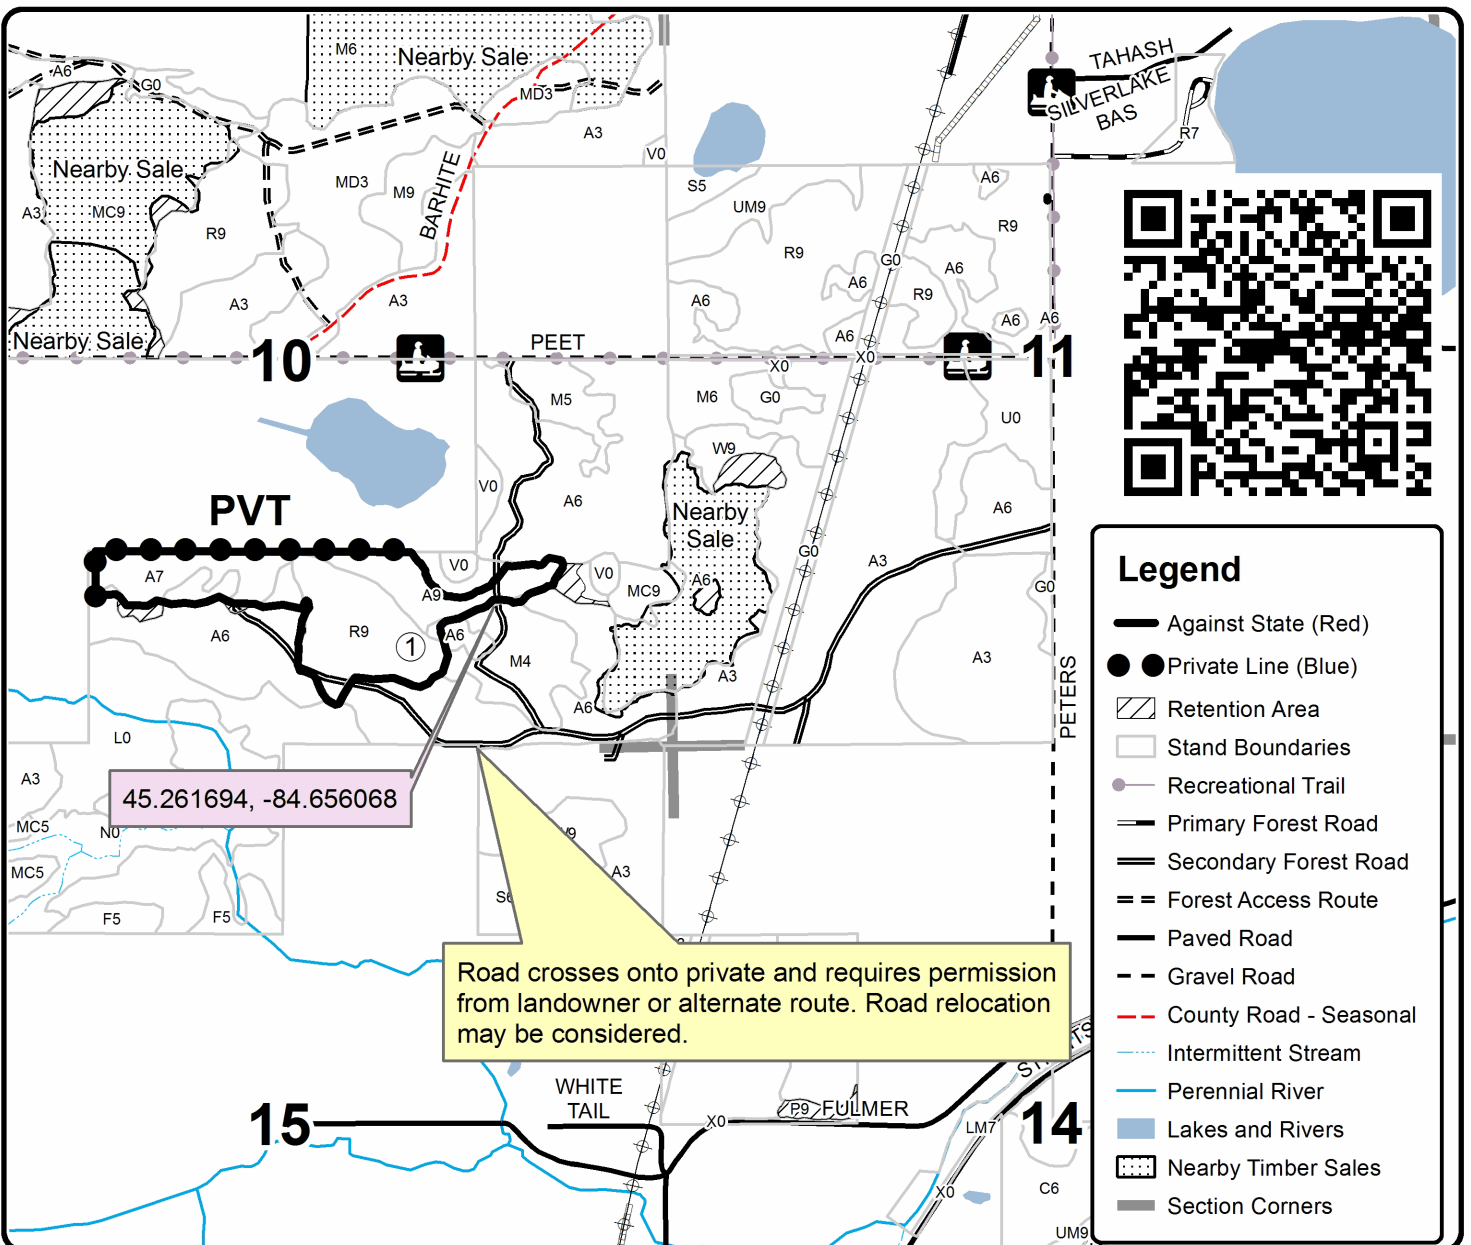 M6
Nearby Sale
A6
G0
MD3
TAHASH
SILVERLAKE
BAS
R7
A3
V0
Nearby Sale
MD3
M9
BARHITE
S5
A6
UM9
A3
MC9
R9
R9
R9
G0
A6
A6
R9
A3
A3
A6
A6
A6
A6
Nearby Sale
10
PEET
X0
X0
11
M5
M6
G0
U0
W9
V0
PVT
A6
Nearby
Sale
A6
G0
A3
V0
V0
A7
A9
MC9
A6
G0
A6
R9
1
A6
M4
A3
A3
A6
PETERS
L0
A3
45.261694, -84.656068
MC5
N0
MC5
A3
F5
F5
Road crosses onto private and requires permission
from landowner or alternate route. Road relocation
may be considered.
WHITE
TAIL
P9
FULMER
15
X0
LM7
14
X0
C6
UM9
Legend
Against State (Red)
Private Line (Blue)
Retention Area
Stand Boundaries
Recreational Trail
Primary Forest Road
Secondary Forest Road
Forest Access Route
Paved Road
Gravel Road
County Road - Seasonal
Intermittent Stream
Perennial River
Lakes and Rivers
Nearby Timber Sales
Section Corners